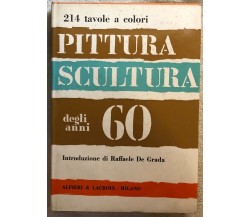 214 tavole a colori
PITTURA
SCULTURA
degli
anni 60
Introduzione di Raffaele De Grada
ALFIERI & LACROIX - MILANO